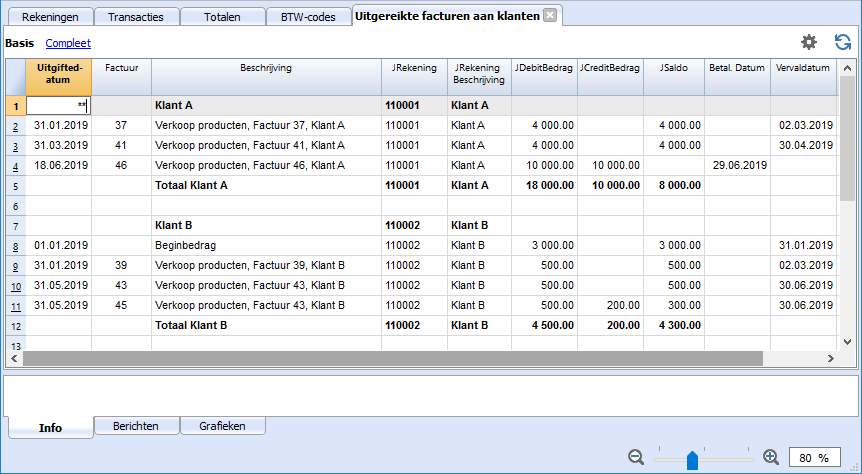 Rekeningen Transacties Totalen BTW-codes Uitgereikte facturen aan klanten
Basis Compleet
Uitgifted-
atum Factuur Beschrijving JRekening JRekening
Beschrijving JDebitBedrag JCreditBedrag JSaldo Betal. Datum Vervaldatum
1 ** Klant A 110001 Klant A
2 31.01.2019 37 Verkoop producten, Factuur 37, Klant A 110001 Klant A 4 000.00 4 000.00 02.03.2019
3 31.03.2019 41 Verkoop producten, Factuur 41, Klant A 110001 Klant A 4 000.00 4 000.00 30.04.2019
4 18.06.2019 46 Verkoop producten, Factuur 46, Klant A 110001 Klant A 10 000.00 10 000.00 29.06.2019
5 Totaal Klant A 110001 Klant A 18 000.00 10 000.00 8 000.00
6
7 Klant B 110002 Klant B
8 01.01.2019 Beginbedrag 110002 Klant B 3 000.00 3 000.00 31.01.2019
9 31.01.2019 39 Verkoop producten, Factuur 39, Klant B 110002 Klant B 500.00 500.00 02.03.2019
10 31.05.2019 43 Verkoop producten, Factuur 43, Klant B 110002 Klant B 500.00 500.00 30.06.2019
11 31.05.2019 45 Verkoop producten, Factuur 43, Klant B 110002 Klant B 500.00 200.00 300.00 30.06.2019
12 Totaal Klant B 110002 Klant B 4 500.00 200.00 4 300.00
13
Info Berichten Grafieken
80 %